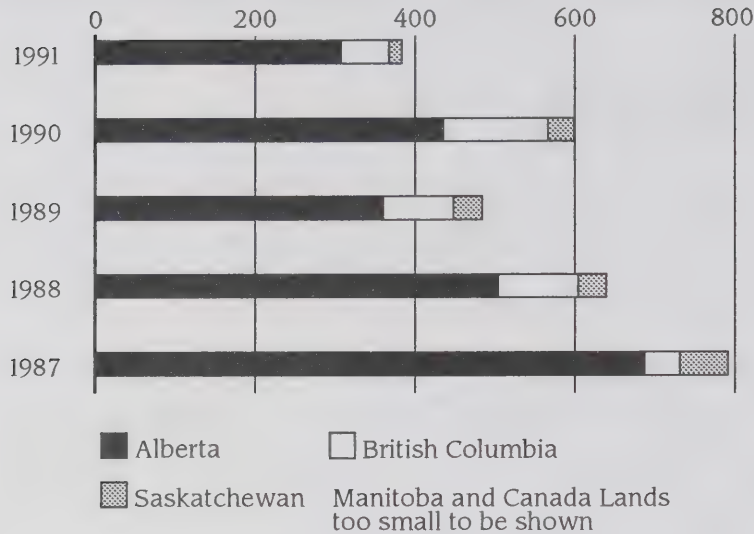 0 200 400 600 800
1991
1990
1989
1988
1987
Alberta
British Columbia
Saskatchewan
Manitoba and Canada Lands
too small to be shown